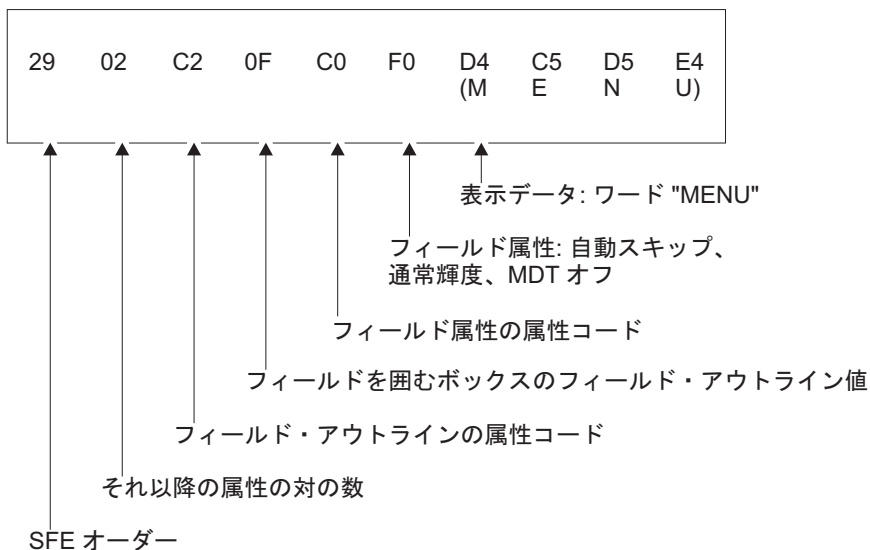 29 02 C2 0F C0 F0 D4 C5 D5 E4
(M E N U)
表示データ: ワード "MENU"
フィールド属性: 自動スキップ、
通常輝度、MDT オフ
フィールド属性の属性コード
フィールドを囲むボックスのフィールド・アウトライン値
フィールド・アウトラインの属性コード
それ以降の属性の対の数
SFE オーダー